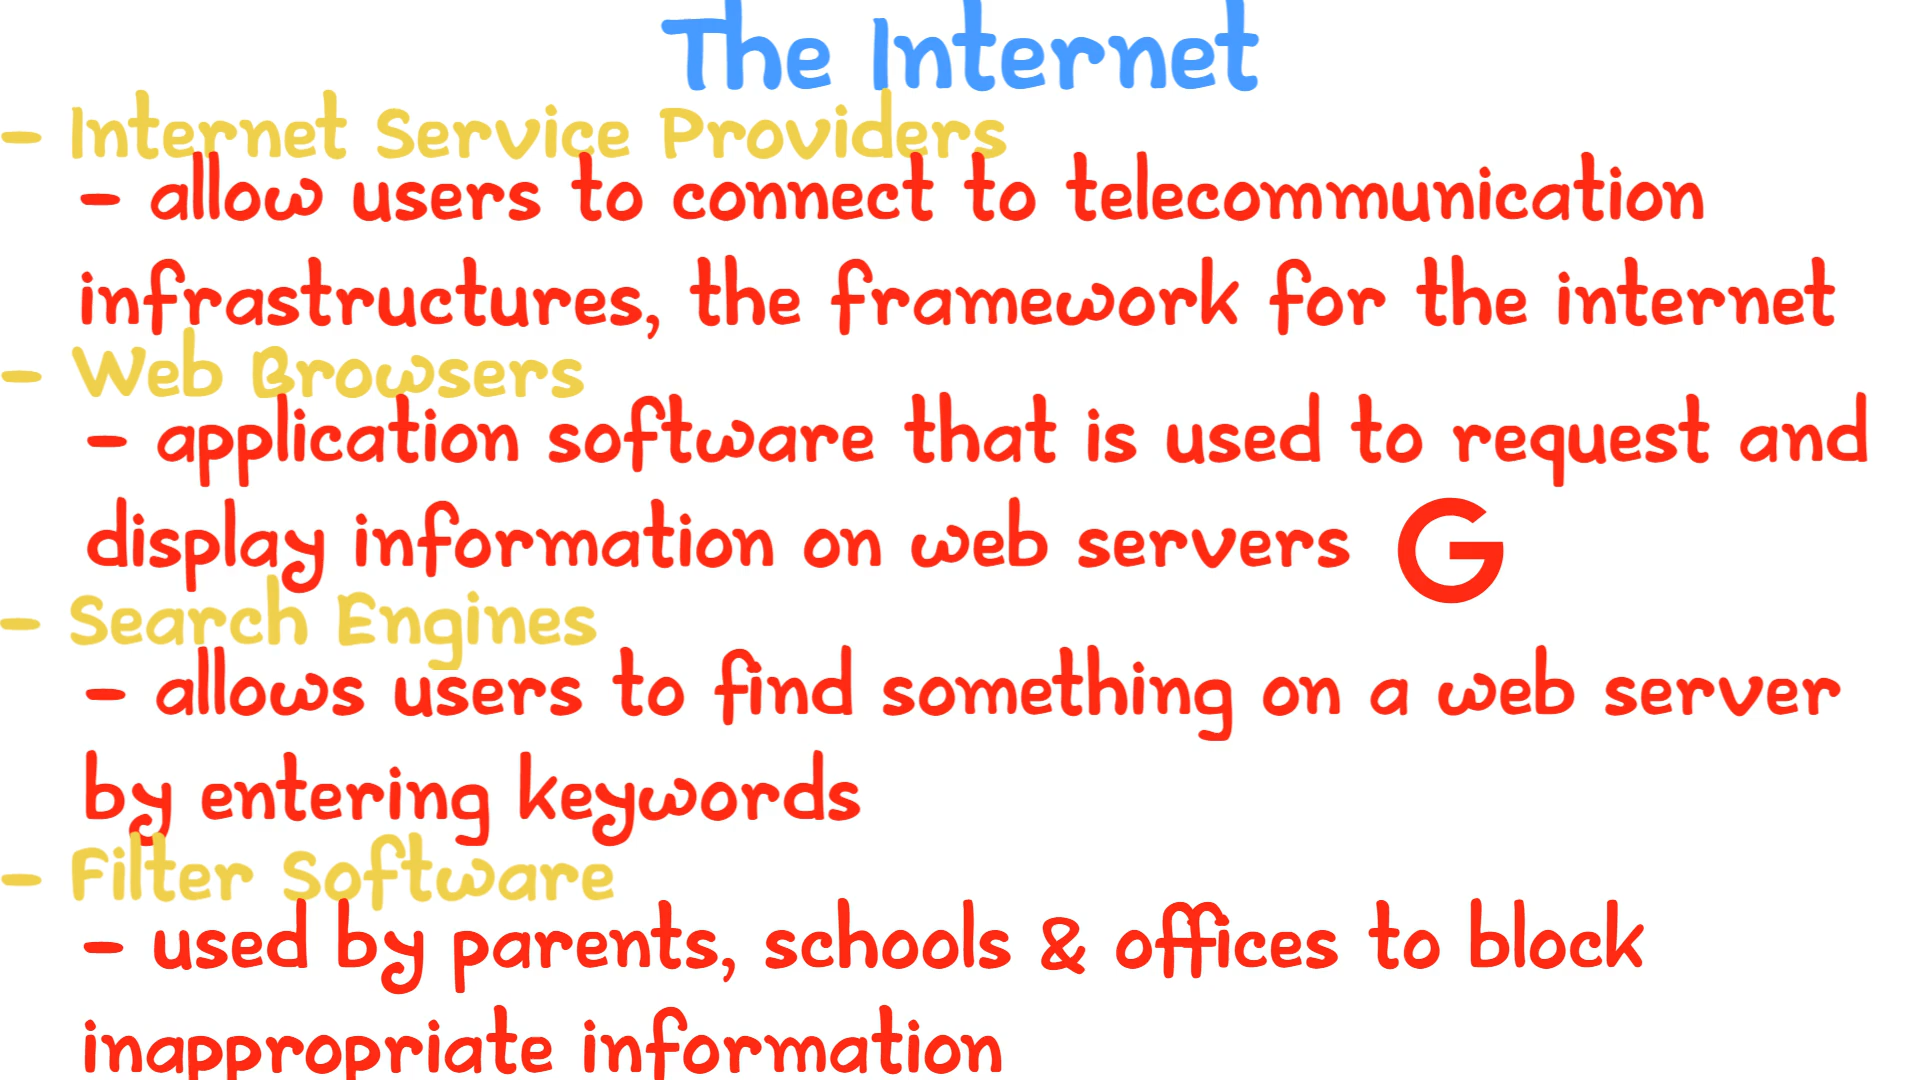 The Internet
- Internet Service Providers
- allow users to connect to telecommunication
infrastructures, the framework for the internet
- Web Browsers
- application software that is used to request and
display information on web servers G
- Search Engines
- allows users to find something on a web server
by entering keywords
- Filter Software
- used by parents, schools & offices to block
inappropriate information